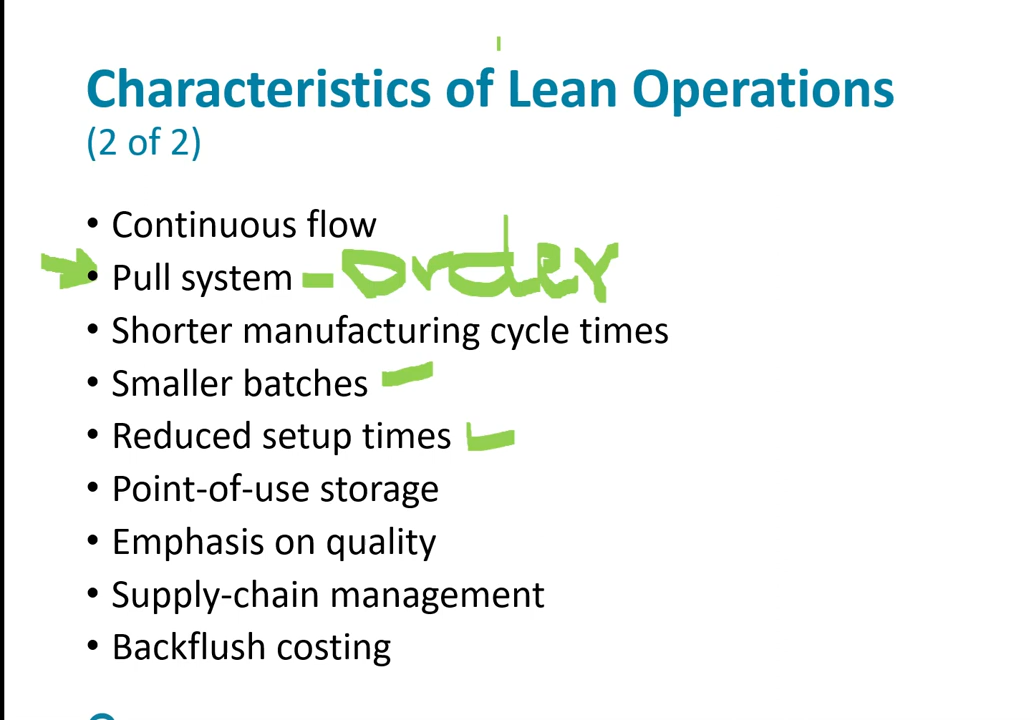 Characteristics of Lean Operations
(2 of 2)
• Continuous flow
• Pull system - order
• Shorter manufacturing cycle times
• Smaller batches
• Reduced setup times
• Point-of-use storage
• Emphasis on quality
• Supply-chain management
• Backflush costing